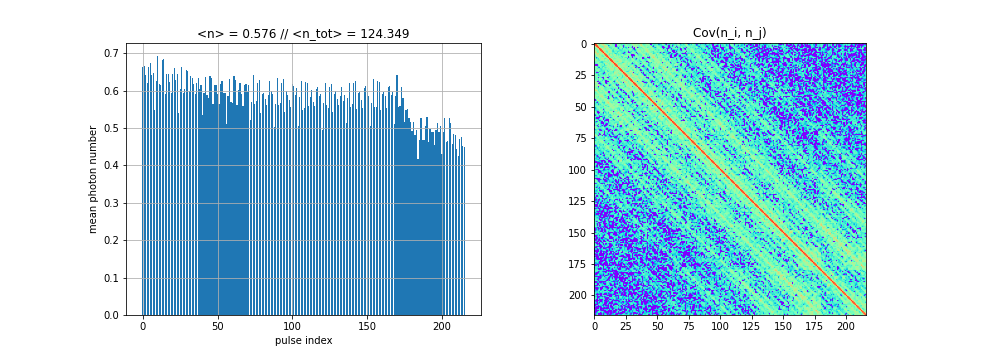 <n> = 0.576 // <n_tot> = 124.349
mean photon number
0.7
0.6
0.5
0.4
0.3
0.2
0.1
0.0
0 50 100 150 200
pulse index
Cov(n_i, n_j)
0
25
50
75
100
125
150
175
200
0 25 50 75 100 125 150 175 200